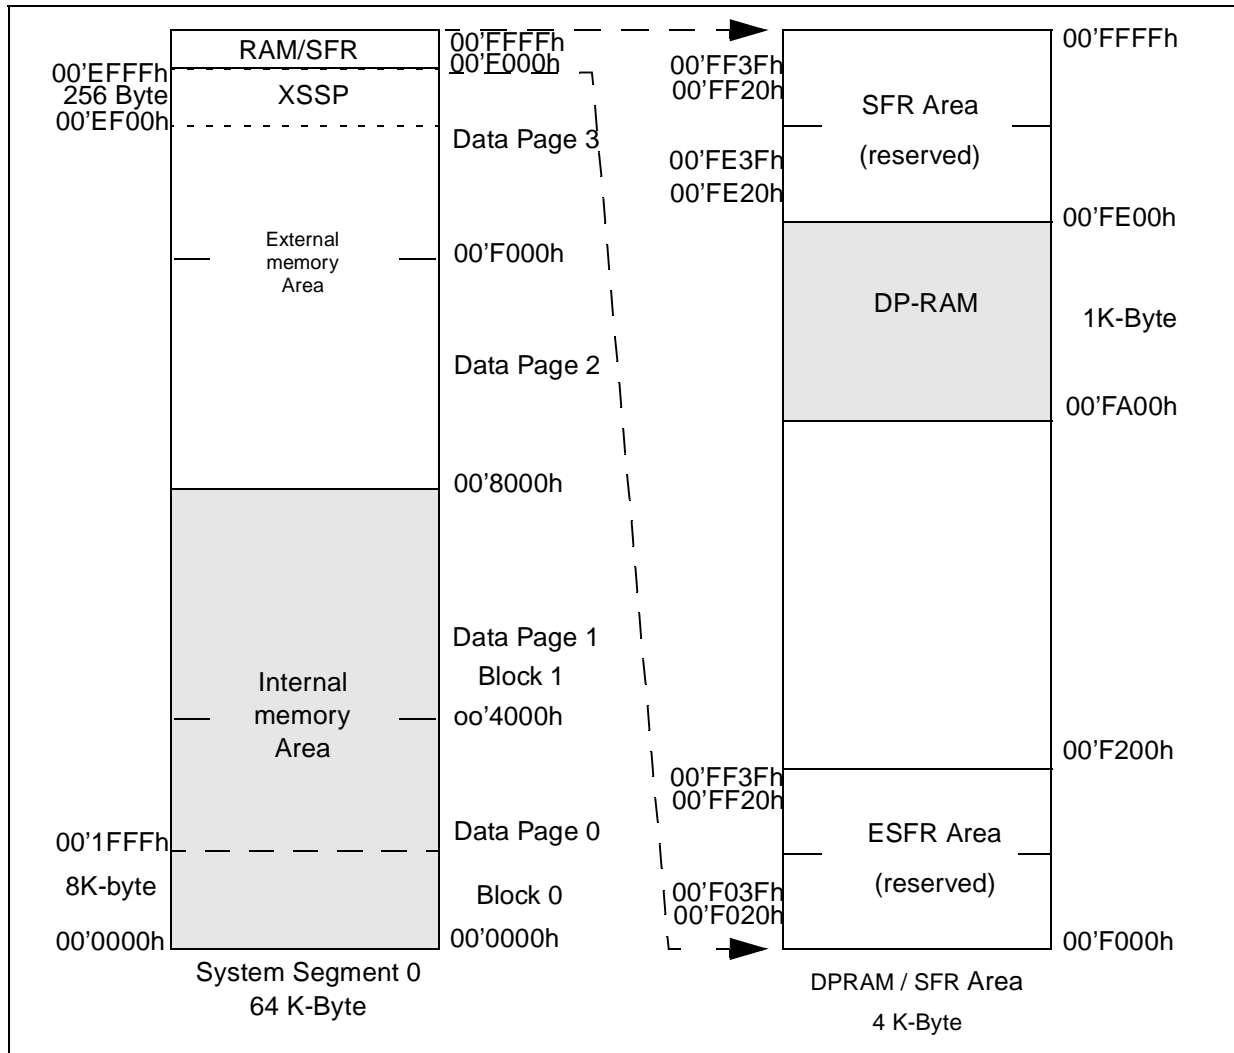 RAM/SFR
00'FFFFh
00'F000h
00'EFFFh
256 Byte
XSSP
00'EF00h
Data Page 3
External
memory
Area
00'F000h
Data Page 2
00'8000h
Data Page 1
Block 1
Internal
memory
Area
oo'4000h
00'1FFFh
Data Page 0
8K-byte
Block 0
00'0000h
00'0000h
System Segment 0
64 K-Byte
00'FFFFh
00'FF3Fh
00'FF20h
SFR Area
(reserved)
00'FE3Fh
00'FE20h
00'FE00h
DP-RAM
1K-Byte
00'FA00h
00'F200h
00'FF3Fh
00'FF20h
ESFR Area
(reserved)
00'F03Fh
00'F020h
00'F000h
DPRAM / SFR Area
4 K-Byte